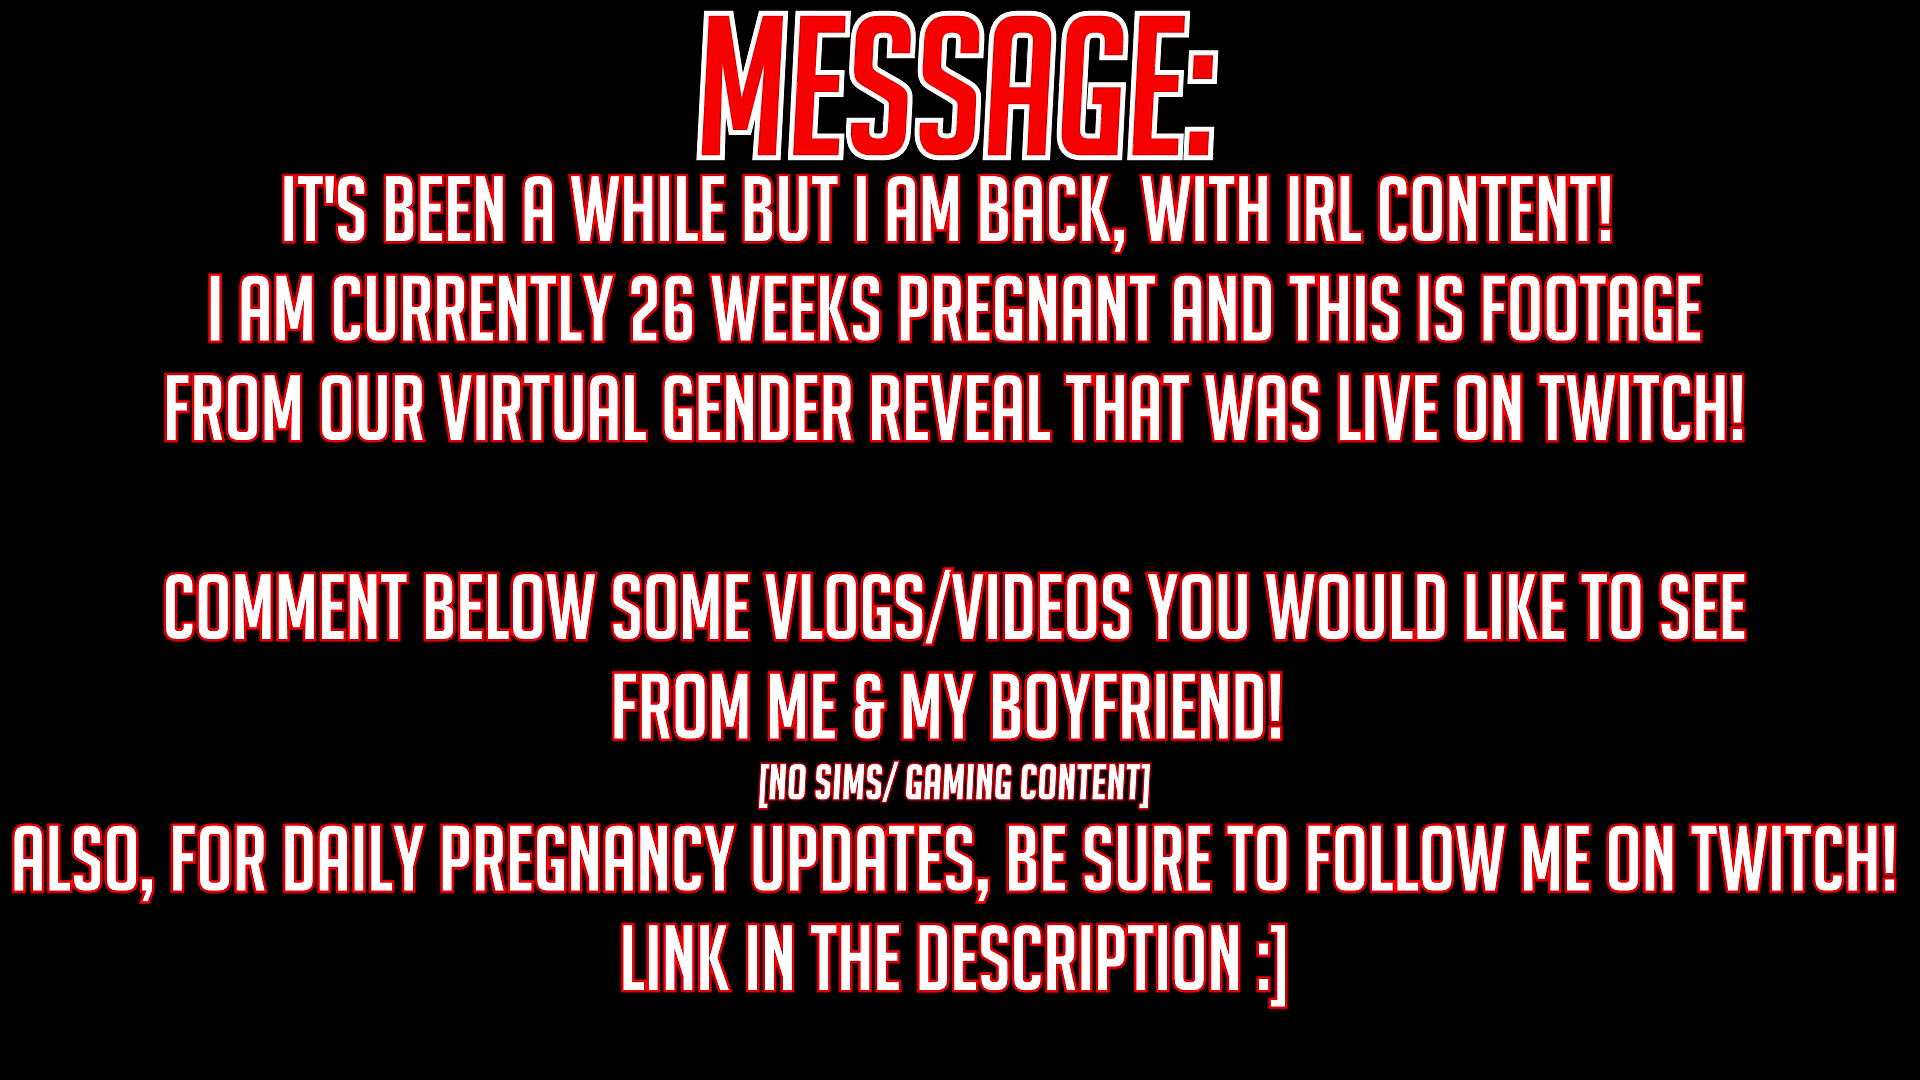 MESSAGE:
IT'S BEEN A WHILE BUT I AM BACK, WITH IRL CONTENT!
I AM CURRENTLY 26 WEEKS PREGNANT AND THIS IS FOOTAGE
FROM OUR VIRTUAL GENDER REVEAL THAT WAS LIVE ON TWITCH!
COMMENT BELOW SOME VLOGS/VIDEOS YOU WOULD LIKE TO SEE
FROM ME & MY BOYFRIEND!
[NO SIMS/ GAMING CONTENT]
ALSO, FOR DAILY PREGNANCY UPDATES, BE SURE TO FOLLOW ME ON TWITCH!
LINK IN THE DESCRIPTION :]